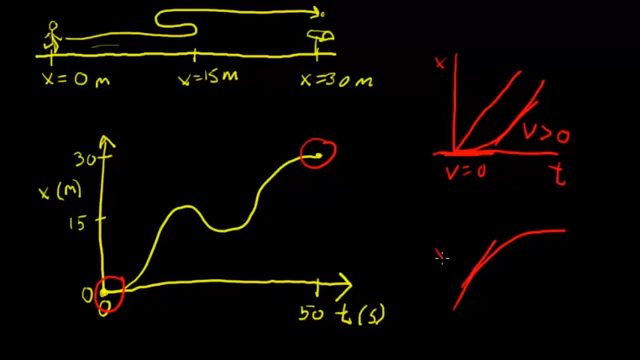 x = 0 m
x = 15 m
x = 30 m
x
v > 0
v = 0
t
30
x (m)
15
0
0
50
t (s)
x